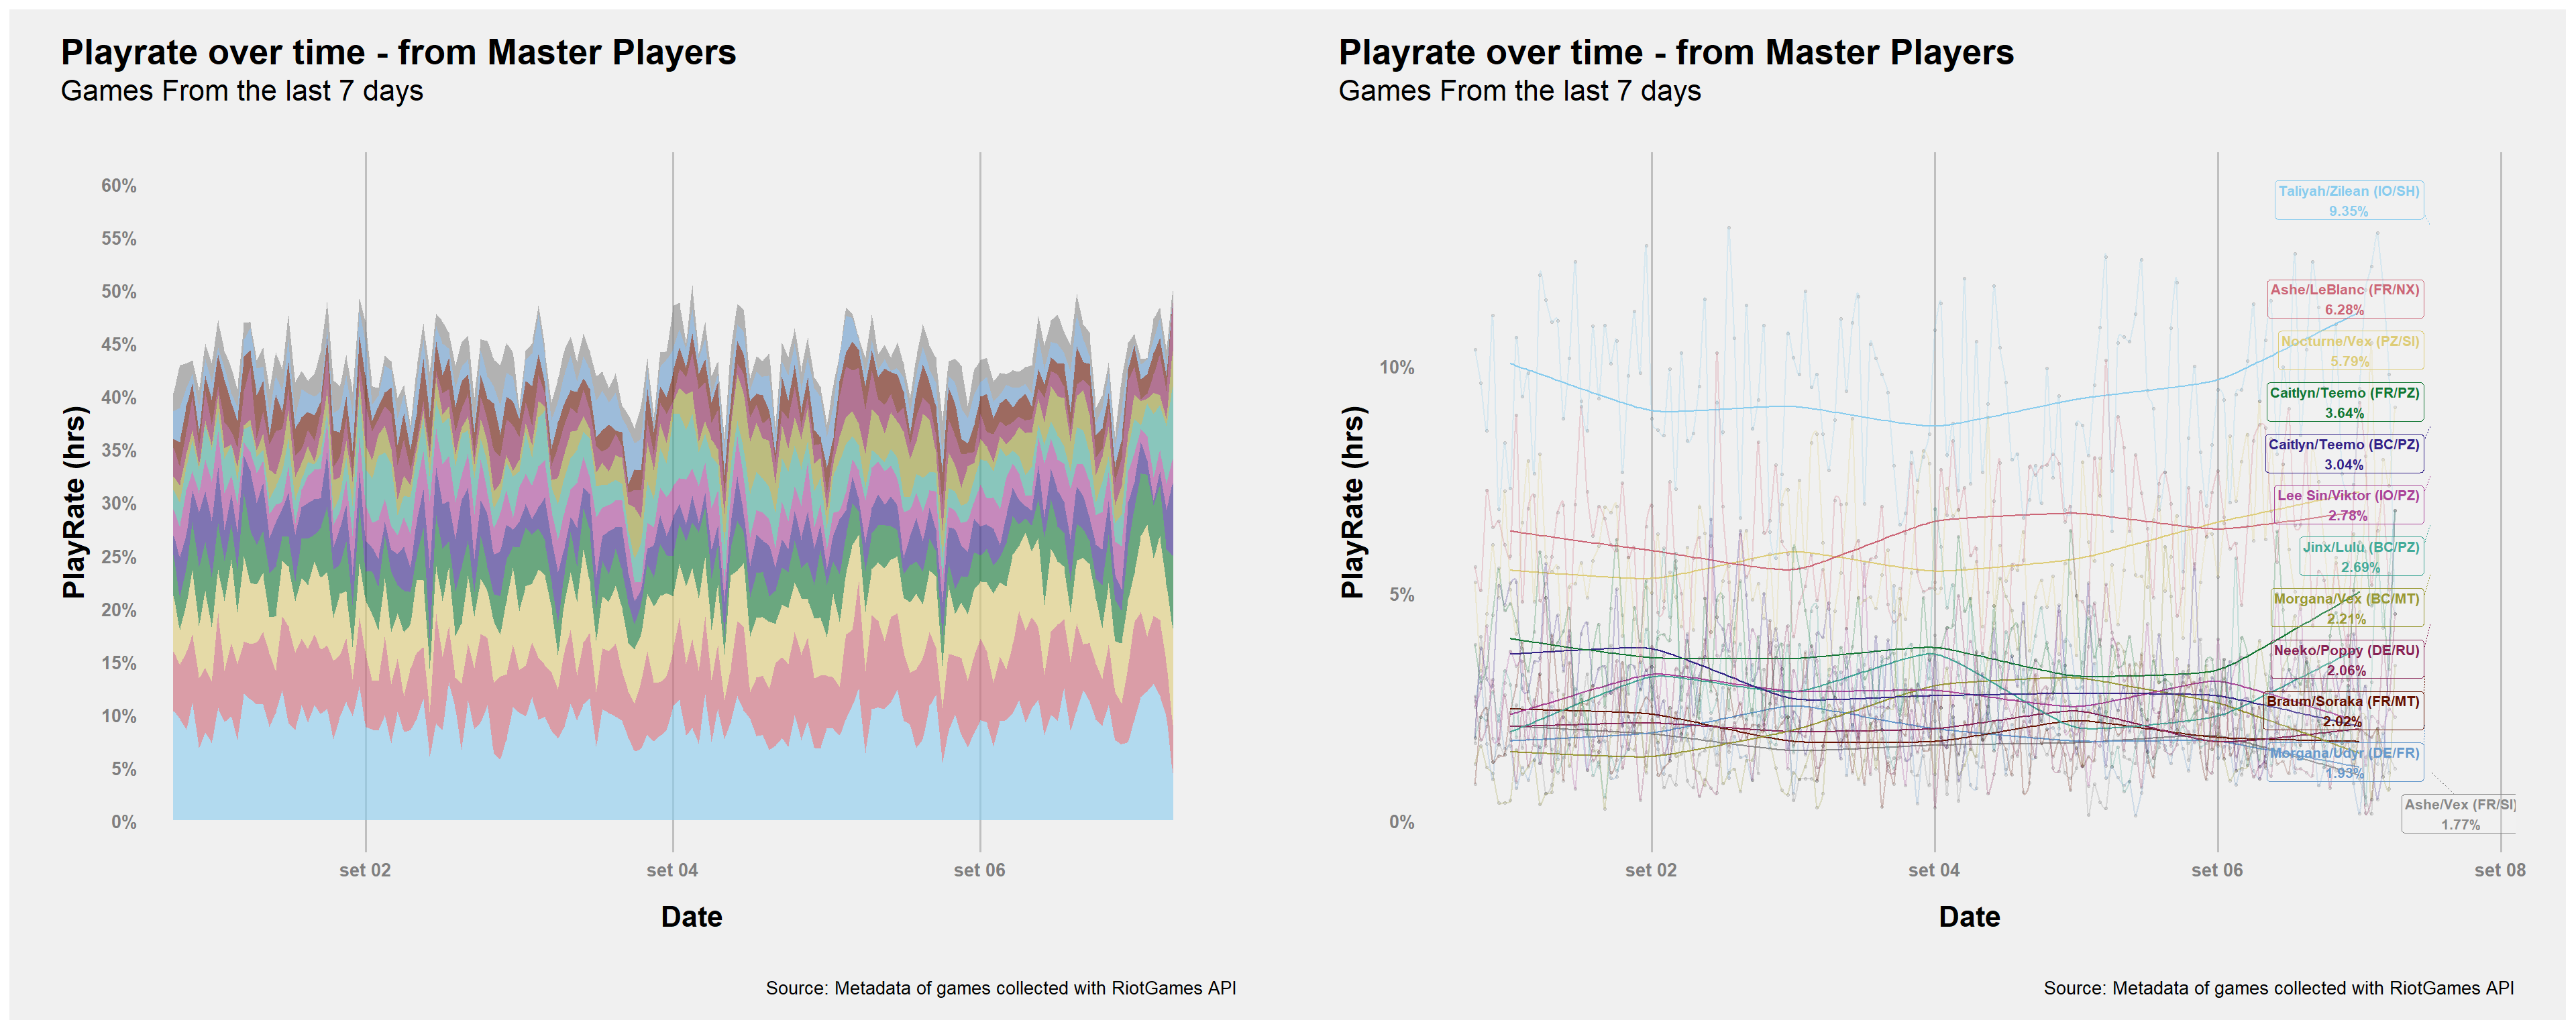 Playrate over time - from Master Players
Games From the last 7 days
60%
55%
50%
45%
40%
35%
30%
25%
20%
15%
10%
5%
0%
PlayRate (hrs)
set 02
set 04
set 06
Date
Source: Metadata of games collected with RiotGames API
Playrate over time - from Master Players
Games From the last 7 days
10%
5%
0%
PlayRate (hrs)
Taliyah/Zilean (IO/SH)
9.35%
Ashe/LeBlanc (FR/NX)
6.28%
Nocturne/Vex (PZ/SI)
5.79%
Caitlyn/Teemo (FR/PZ)
3.64%
Caitlyn/Teemo (BC/PZ)
3.04%
Lee Sin/Viktor (IO/PZ)
2.78%
Jinx/Lulu (BC/PZ)
2.69%
Morgana/Vex (BC/MT)
2.21%
Neeko/Poppy (DE/RU)
2.06%
Braum/Soraka (FR/MT)
2.02%
Morgana/Udyr (DE/FR)
1.93%
Ashe/Vex (FR/SI)
1.77%
set 02
set 04
set 06
set 08
Date
Source: Metadata of games collected with RiotGames API